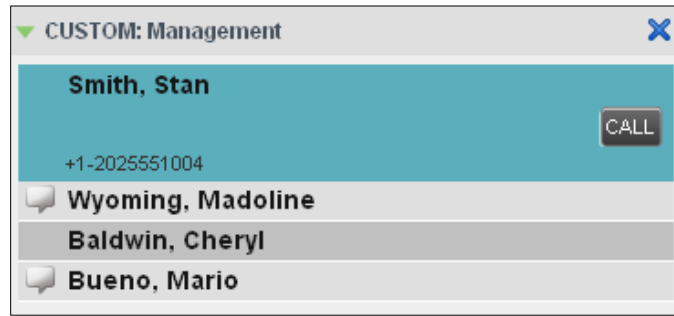 CUSTOM: Management
Smith, Stan
CALL
+1-2025551004
Wyoming, Madoline
Baldwin, Cheryl
Bueno, Mario